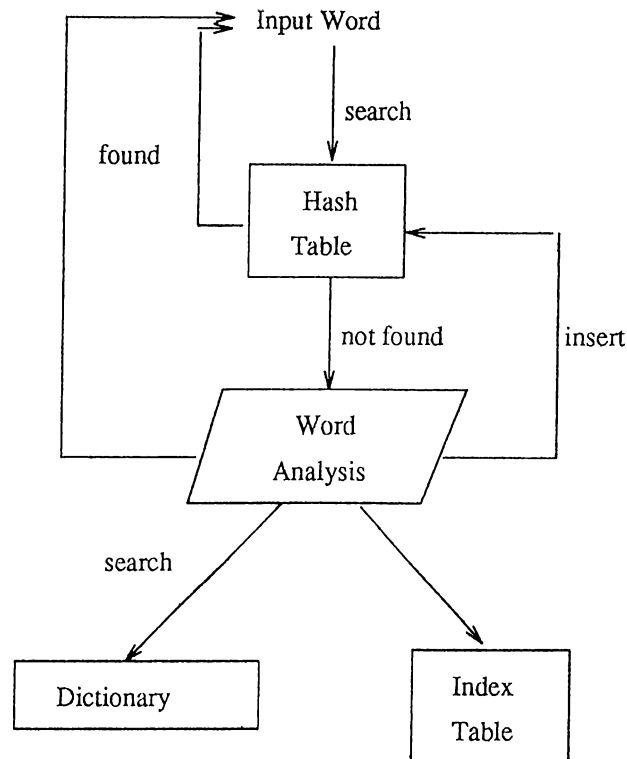 Input Word
search
found
Hash
Table
not found
insert
Word
Analysis
search
Dictionary
Index
Table